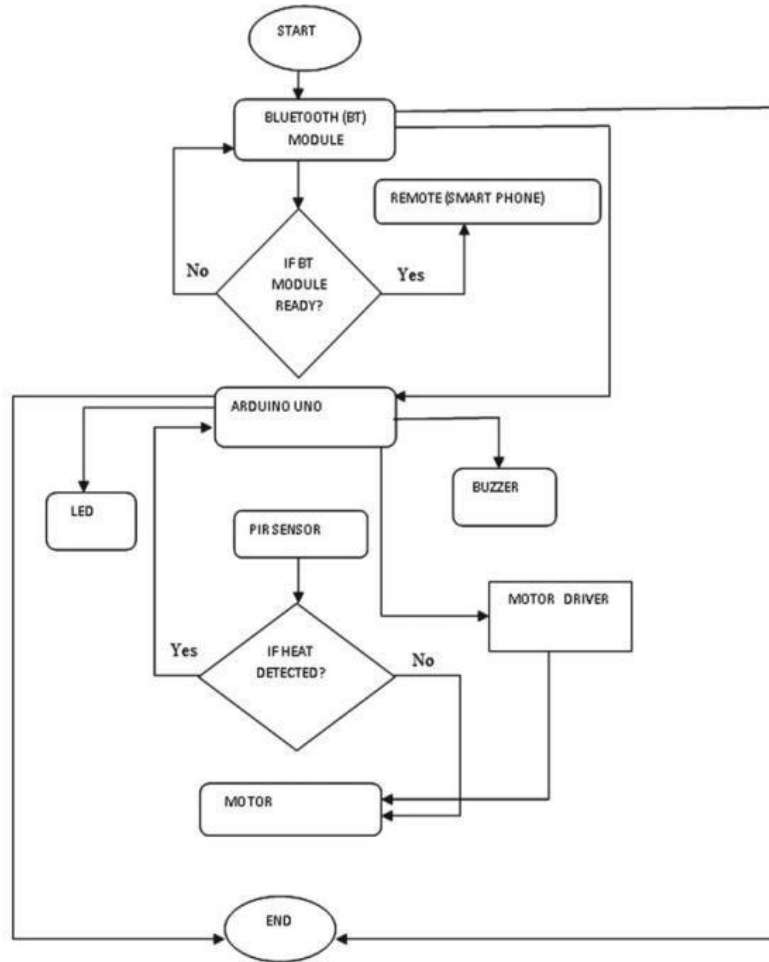 START
BLUETOOTH (BT)
MODULE
REMOTE (SMART PHONE)
No
IF BT
MODULE
READY?
Yes
ARDUINO UNO
LED
BUZZER
PIR SENSOR
MOTOR DRIVER
Yes
IF HEAT
DETECTED?
No
MOTOR
END